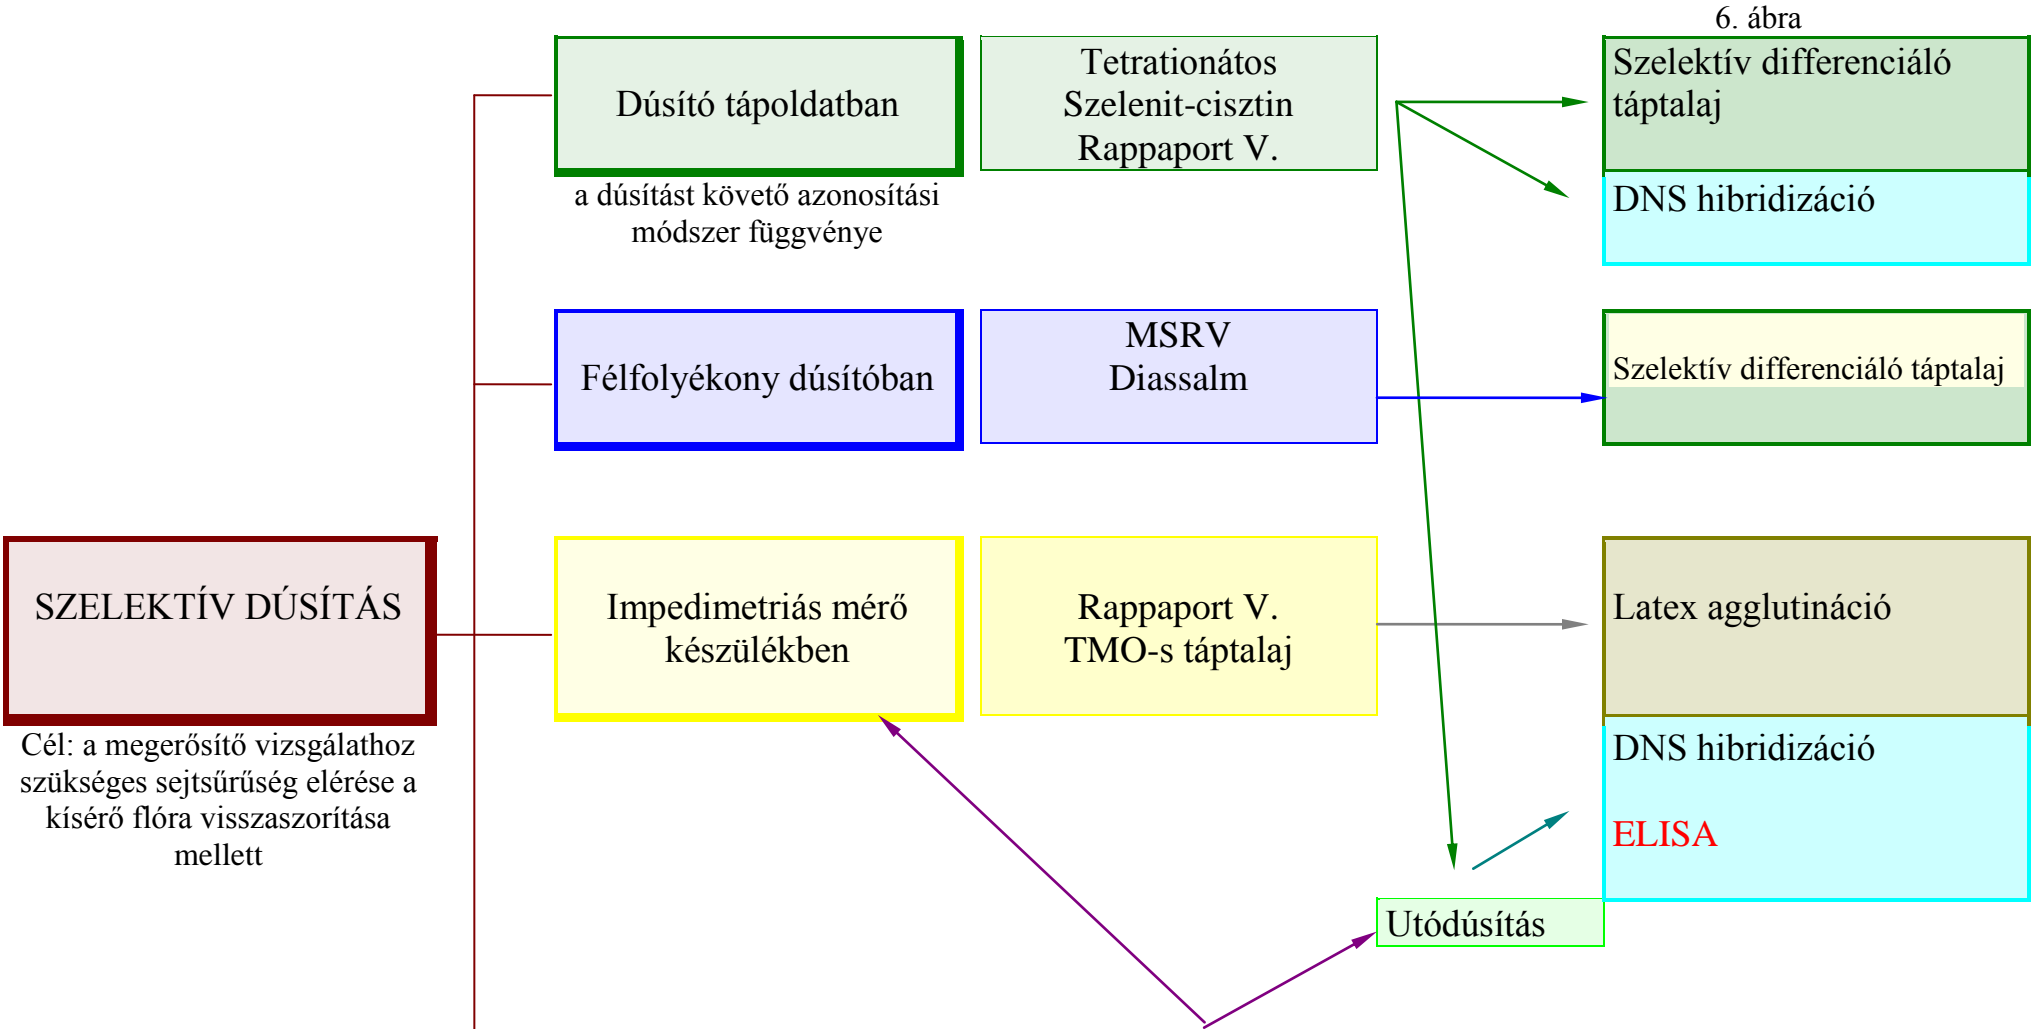 6. ábra
Dúsító tápoldatban
Tetrationátos
Szelenit-cisztin
Rappaport V.
Szelektív differenciáló
táptalaj
a dúsítást követő azonosítási
módszer függvénye
DNS hibridizáció
Félfolyékony dúsítóban
MSRV
Diassalm
Szelektív differenciáló táptalaj
SZELEKTÍV DÚSÍTÁS
Impedimetriás mérő
készülékben
Rappaport V.
TMO-s táptalaj
Latex agglutináció
Cél: a megerősítő vizsgálathoz
szükséges sejtsűrűség elérése a
kísérő flóra visszaszorítása
mellett
DNS hibridizáció
ELISA
Utódúsítás